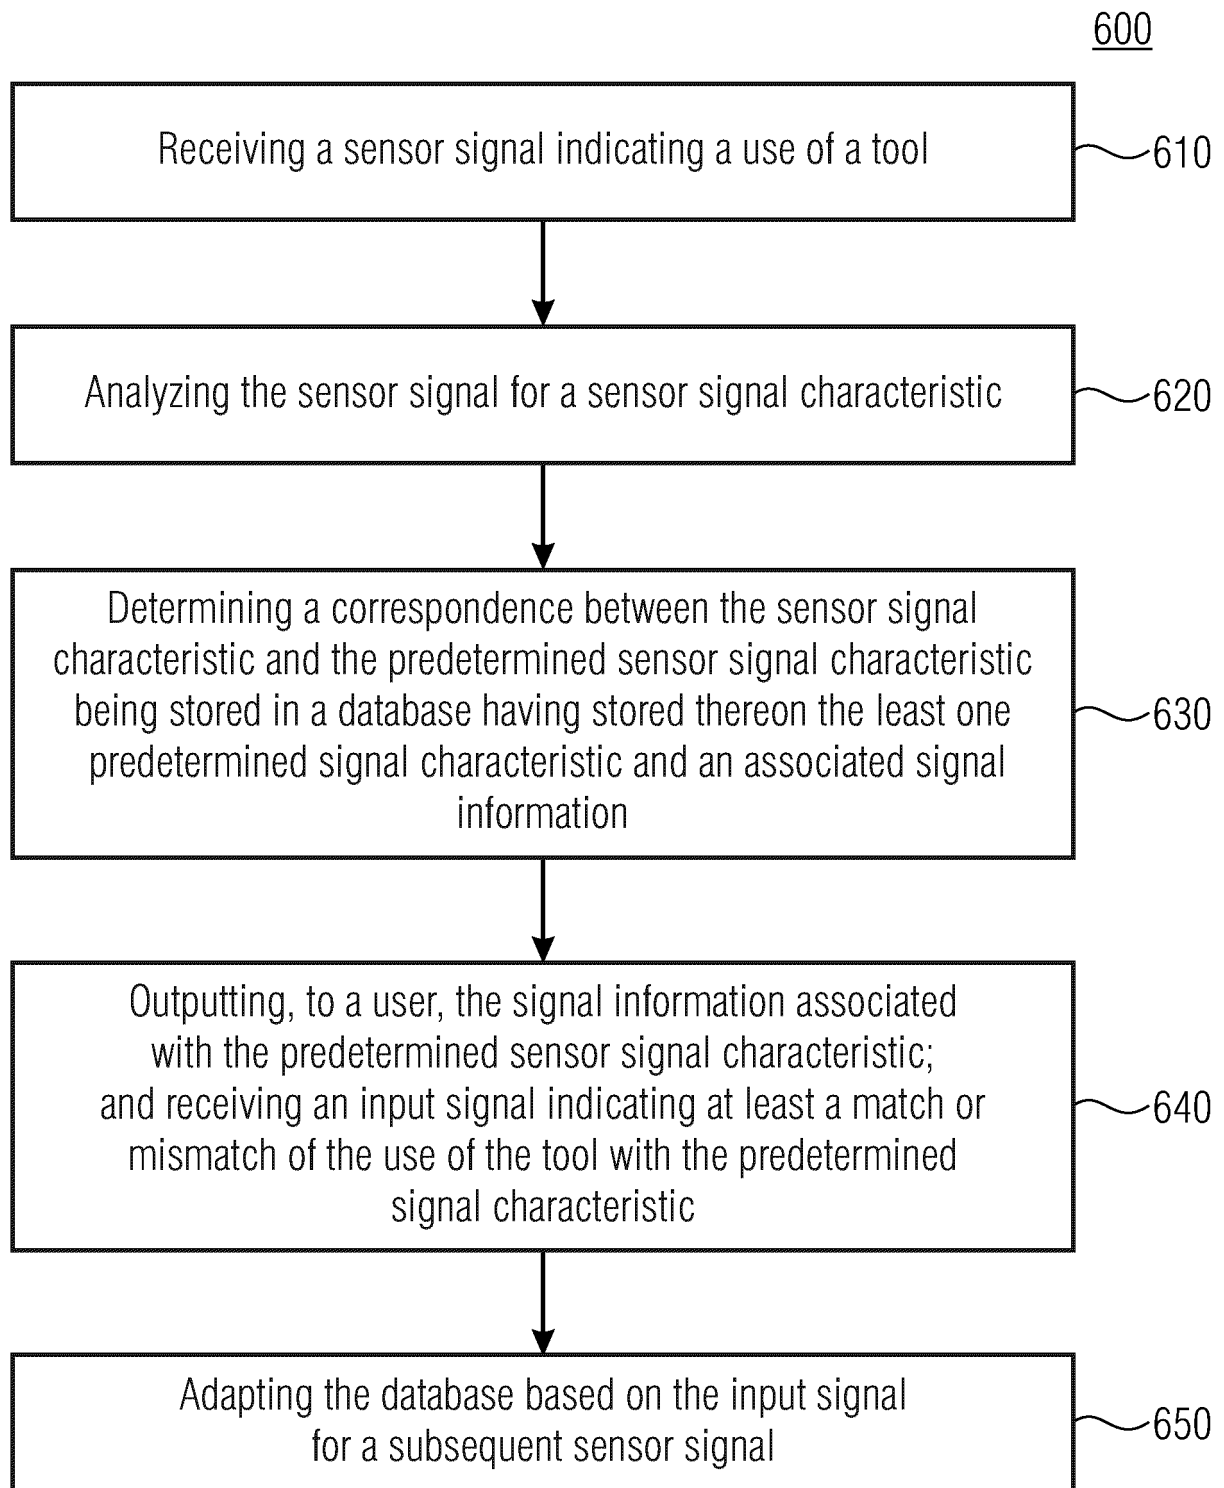 600
Receiving a sensor signal indicating a use of a tool
610
Analyzing the sensor signal for a sensor signal characteristic
620
Determining a correspondence between the sensor signal
characteristic and the predetermined sensor signal characteristic
being stored in a database having stored thereon the least one
predetermined signal characteristic and an associated signal
information
630
Outputting, to a user, the signal information associated
with the predetermined sensor signal characteristic;
and receiving an input signal indicating at least a match or
mismatch of the use of the tool with the predetermined
signal characteristic
640
Adapting the database based on the input signal
for a subsequent sensor signal
650